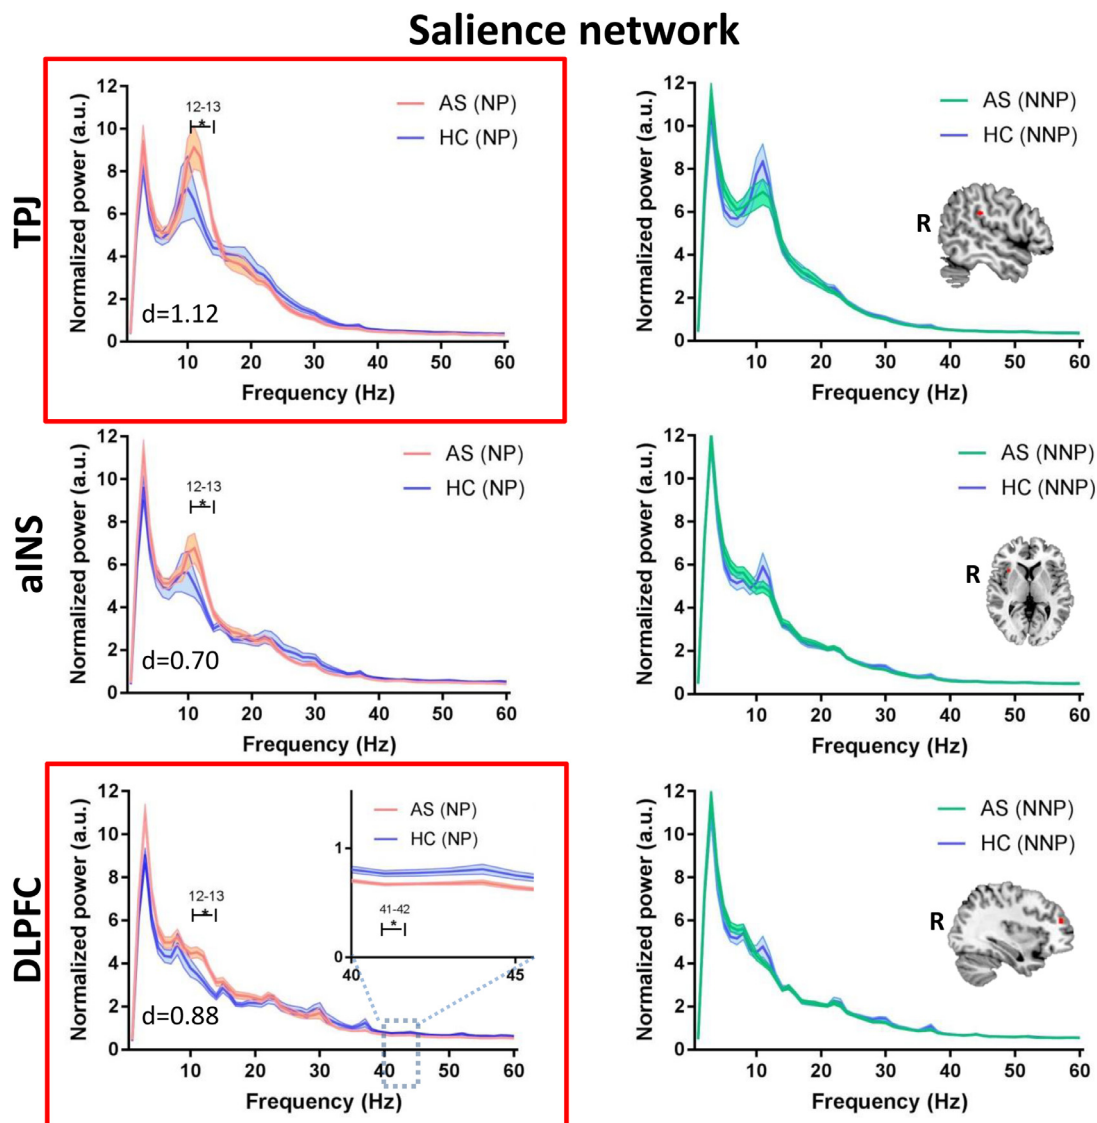 Salience network
TPJ
Normalized power (a.u.)
12
10
8
6
4
2
0
12-13
*
AS (NP)
HC (NP)
d=1.12
10 20 30 40 50 60
Frequency (Hz)
Normalized power (a.u.)
12
10
8
6
4
2
0
AS (NNP)
HC (NNP)
R
10 20 30 40 50 60
Frequency (Hz)
aINS
Normalized power (a.u.)
12
10
8
6
4
2
0
12-13
*
AS (NP)
HC (NP)
d=0.70
10 20 30 40 50 60
Frequency (Hz)
Normalized power (a.u.)
12
10
8
6
4
2
0
AS (NNP)
HC (NNP)
R
10 20 30 40 50 60
Frequency (Hz)
DLPFC
Normalized power (a.u.)
12
10
8
6
4
2
0
12-13
*
d=0.88
AS (NP)
HC (NP)
1
0
41-42
*
40 45
10 20 30 40 50 60
Frequency (Hz)
Normalized power (a.u.)
12
10
8
6
4
2
0
AS (NNP)
HC (NNP)
R
10 20 30 40 50 60
Frequency (Hz)